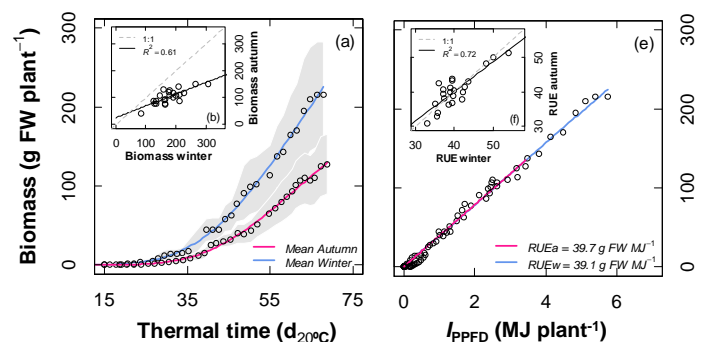 (a)
1:1
R² = 0.61
0 100 200 300
Biomass winter
0 100 200 300
Biomass autumn
(b)
Biomass (g FW plant⁻¹)
0 100 200 300
Mean Autumn
Mean Winter
15 35 55 75
Thermal time (d20ºC)
(e)
1:1
R² = 0.72
30 40 50
RUE winter
30 40 50
RUE autumn
(f)
RUEa = 39.7 g FW MJ⁻¹
RUEw = 39.1 g FW MJ⁻¹
0 2 4 6
IPPFD (MJ plant⁻¹)
0 100 200 300